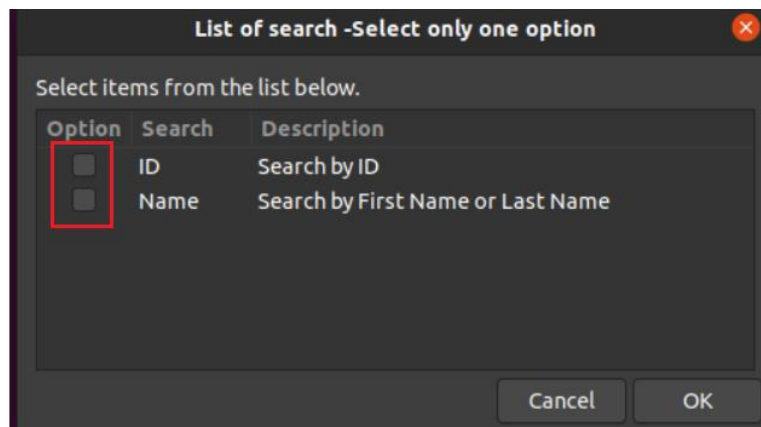 List of search -Select only one option
Select items from the list below.
Option Search Description
ID Search by ID
Name Search by First Name or Last Name
Cancel OK